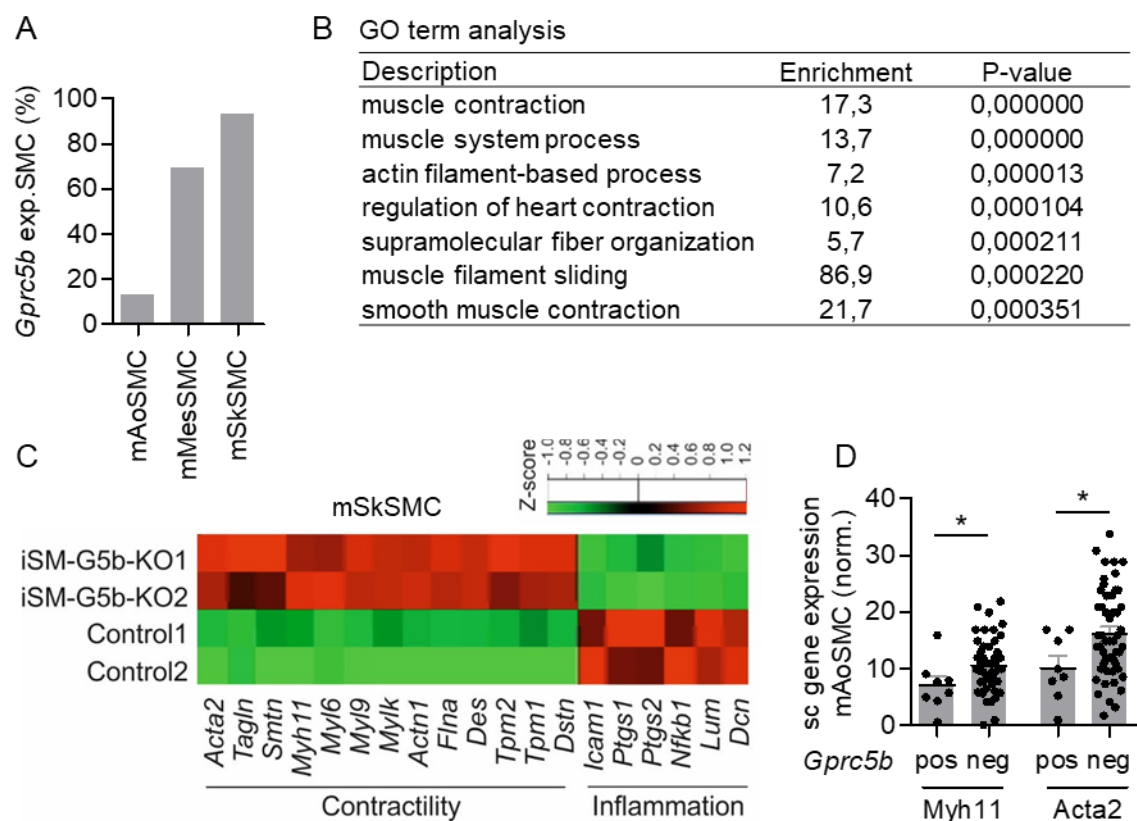 A
Gprc5b exp.SMC (%)
100
80
60
40
20
0
mAoSMC
mMesSMC
mSkSMC
B GO term analysis
Description Enrichment P-value
muscle contraction 17,3 0,000000
muscle system process 13,7 0,000000
actin filament-based process 7,2 0,000013
regulation of heart contraction 10,6 0,000104
supramolecular fiber organization 5,7 0,000211
muscle filament sliding 86,9 0,000220
smooth muscle contraction 21,7 0,000351
C
mSkSMC
Z-score
-1.0 -0.8 -0.6 -0.4 -0.2 0 0.2 0.4 0.6 0.8 1.0 1.2
iSM-G5b-KO1
iSM-G5b-KO2
Control1
Control2
Acta2 Tagln Smtn Myh11 Myl6 Myl9 Mylk Actn1 Flna Des Tpm2 Tpm1 Dstn Icam1 Ptgs1 Ptgs2 Nfkb1 Lum Dcn
Contractility Inflammation
D
sc gene expression
mAoSMC (norm.)
40
30
20
10
0
* *
Gprc5b pos neg pos neg
Myh11 Acta2